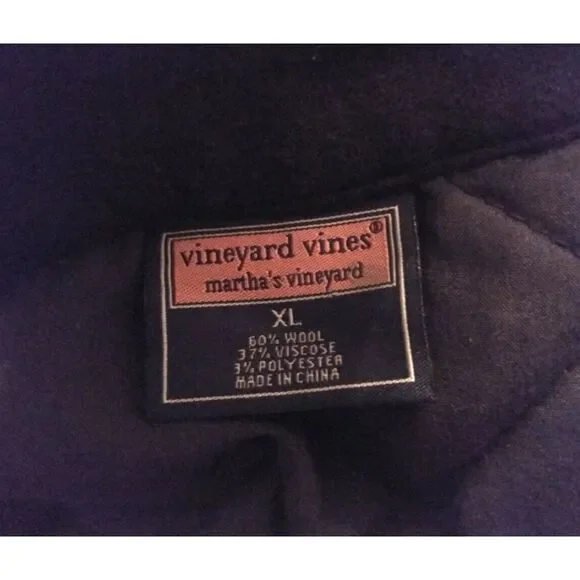 vineyard vines®
martha's vineyard
XL
60% WOOL
37% VISCOSE
3% POLYESTER
MADE IN CHINA